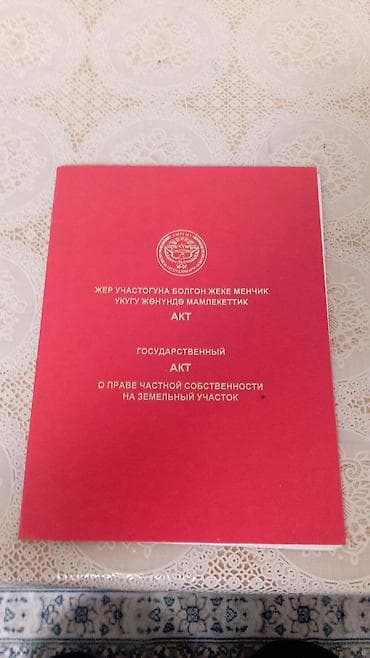 ЖЕР УЧАСТОГУНА БОЛГОН ЖЕКЕ МЕНЧИК
УКУГУ ЖӨНҮНДӨ МАМЛЕКЕТТИК
АКТ
ГОСУДАРСТВЕННЫЙ
АКТ
О ПРАВЕ ЧАСТНОЙ СОБСТВЕННОСТИ
НА ЗЕМЕЛЬНЫЙ УЧАСТОК